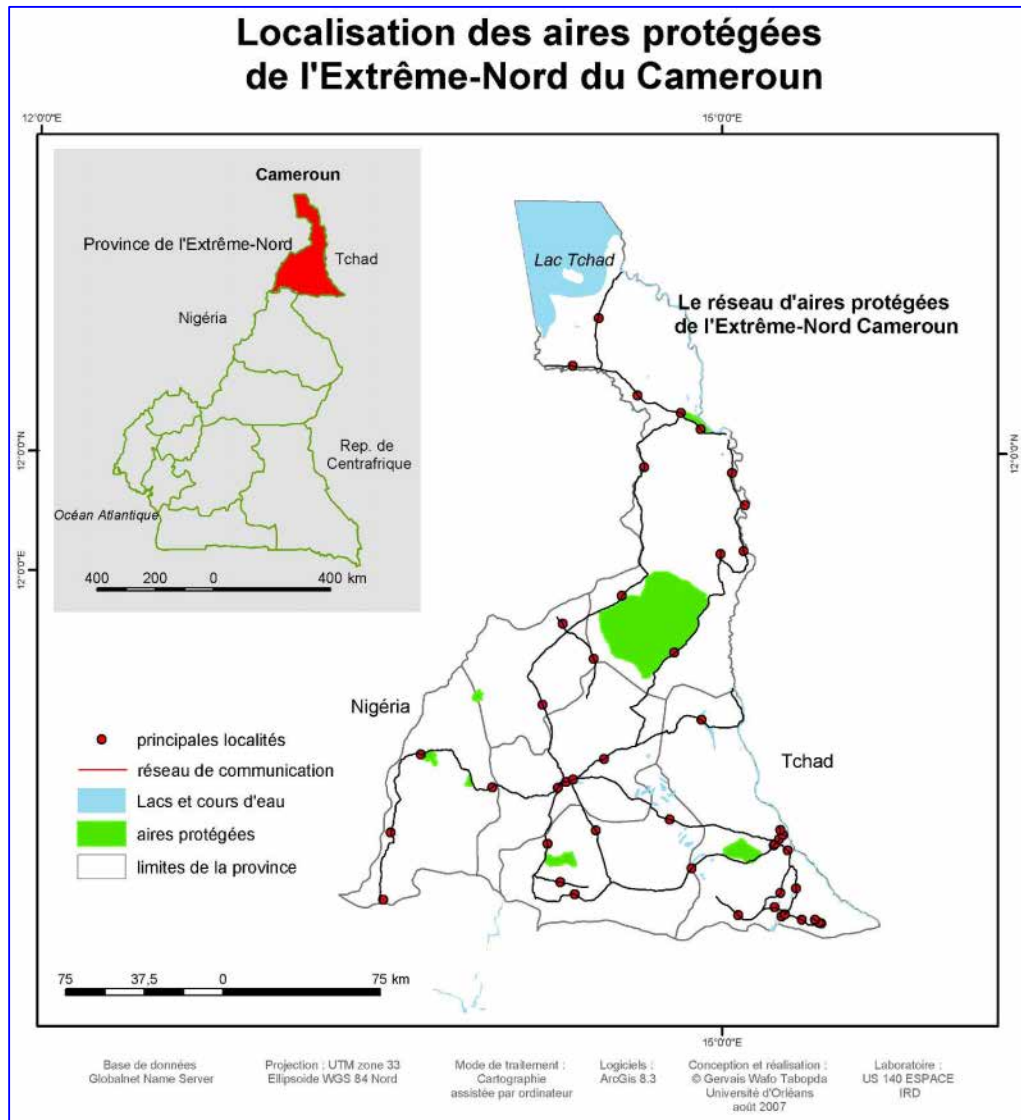 Localisation des aires protégées
de l'Extrême-Nord du Cameroun
12°0'0"E
15°0'0"E
Cameroun
Province de l'Extrême-Nord
Tchad
Nigéria
Rep. de
Centrafrique
Océan Atlantique
400 200 0 400 km
Lac Tchad
Le réseau d'aires protégées
de l'Extrême-Nord Cameroun
12°0'0"N
12°0'0"N
12°0'0"E
Nigéria
Tchad
principales localités
réseau de communication
Lacs et cours d'eau
aires protégées
limites de la province
75 37,5 0 75 km
15°0'0"E
Base de données
Globalnet Name Server
Projection : UTM zone 33
Ellipsoide WGS 84 Nord
Mode de traitement :
Cartographie
assistée par ordinateur
Logiciels :
ArcGis 8.3
Conception et réalisation :
© Gervais Wafo Tabopda
Université d'Orléans
août 2007
Laboratoire :
US 140 ESPACE
IRD